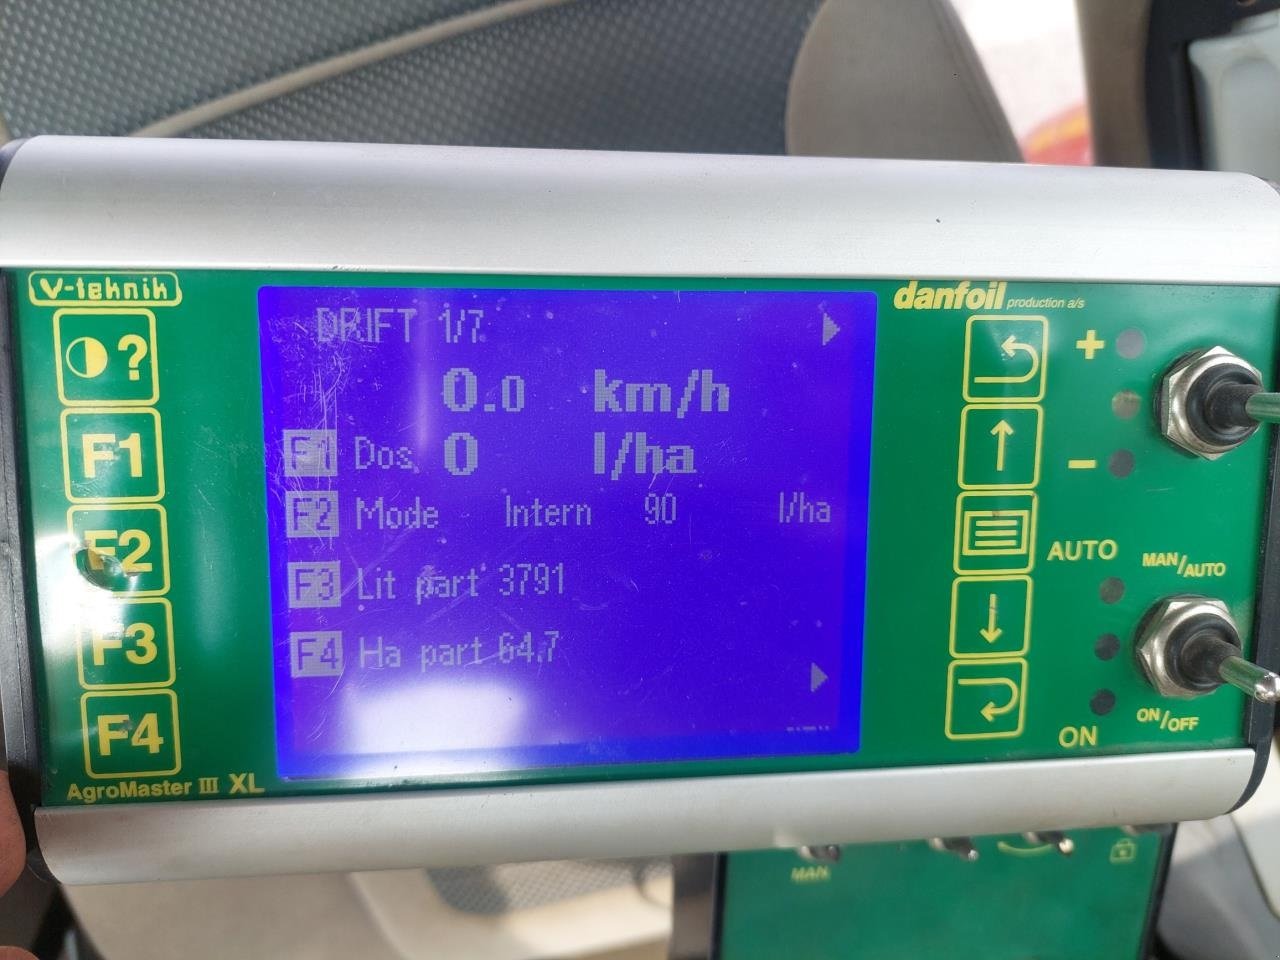 V-teknik
danfoil production a/s
?
F1
F2
F3
F4
AgroMaster III XL
DRIFT 1/7
0.0 km/h
F1 Dos 0 l/ha
F2 Mode Intern 90 l/ha
F3 Lit part 3791
F4 Ha part 64.7
+
−
AUTO
MAN/AUTO
ON
ON/OFF
MAN